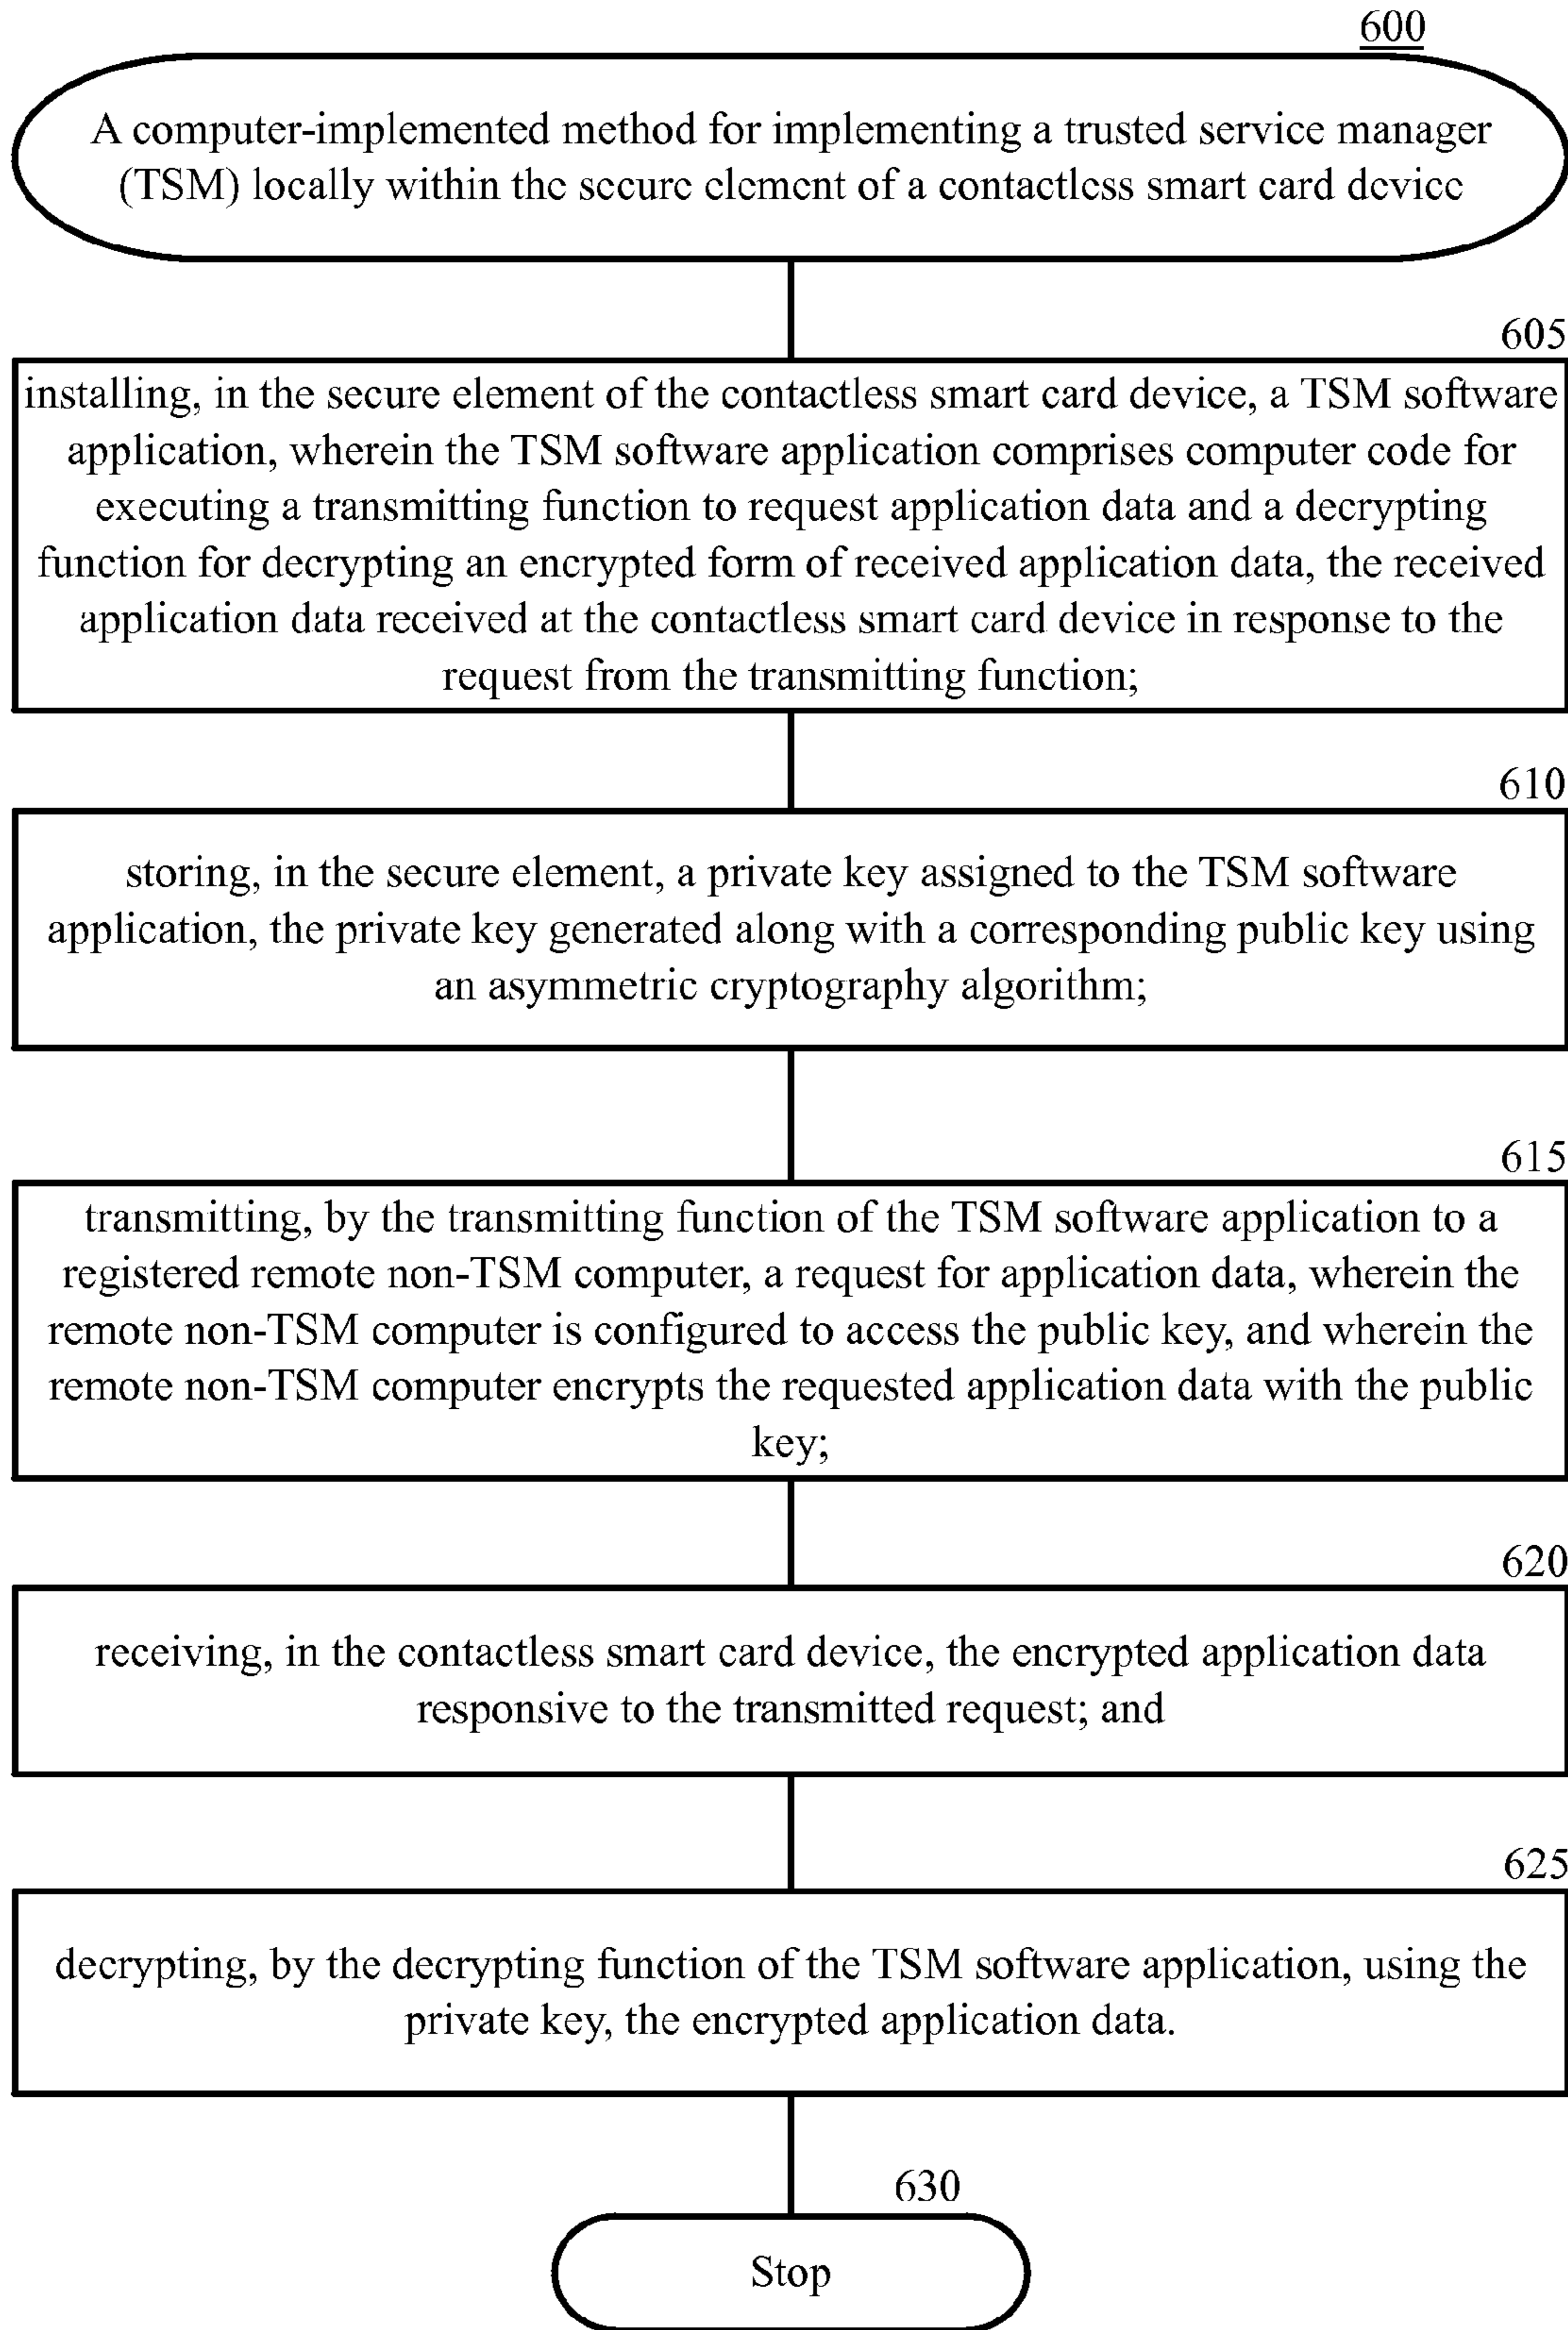 600
A computer-implemented method for implementing a trusted service manager
(TSM) locally within the secure element of a contactless smart card device
605
installing, in the secure element of the contactless smart card device, a TSM software
application, wherein the TSM software application comprises computer code for
executing a transmitting function to request application data and a decrypting
function for decrypting an encrypted form of received application data, the received
application data received at the contactless smart card device in response to the
request from the transmitting function;
610
storing, in the secure element, a private key assigned to the TSM software
application, the private key generated along with a corresponding public key using
an asymmetric cryptography algorithm;
615
transmitting, by the transmitting function of the TSM software application to a
registered remote non-TSM computer, a request for application data, wherein the
remote non-TSM computer is configured to access the public key, and wherein the
remote non-TSM computer encrypts the requested application data with the public
key;
620
receiving, in the contactless smart card device, the encrypted application data
responsive to the transmitted request; and
625
decrypting, by the decrypting function of the TSM software application, using the
private key, the encrypted application data.
630
Stop